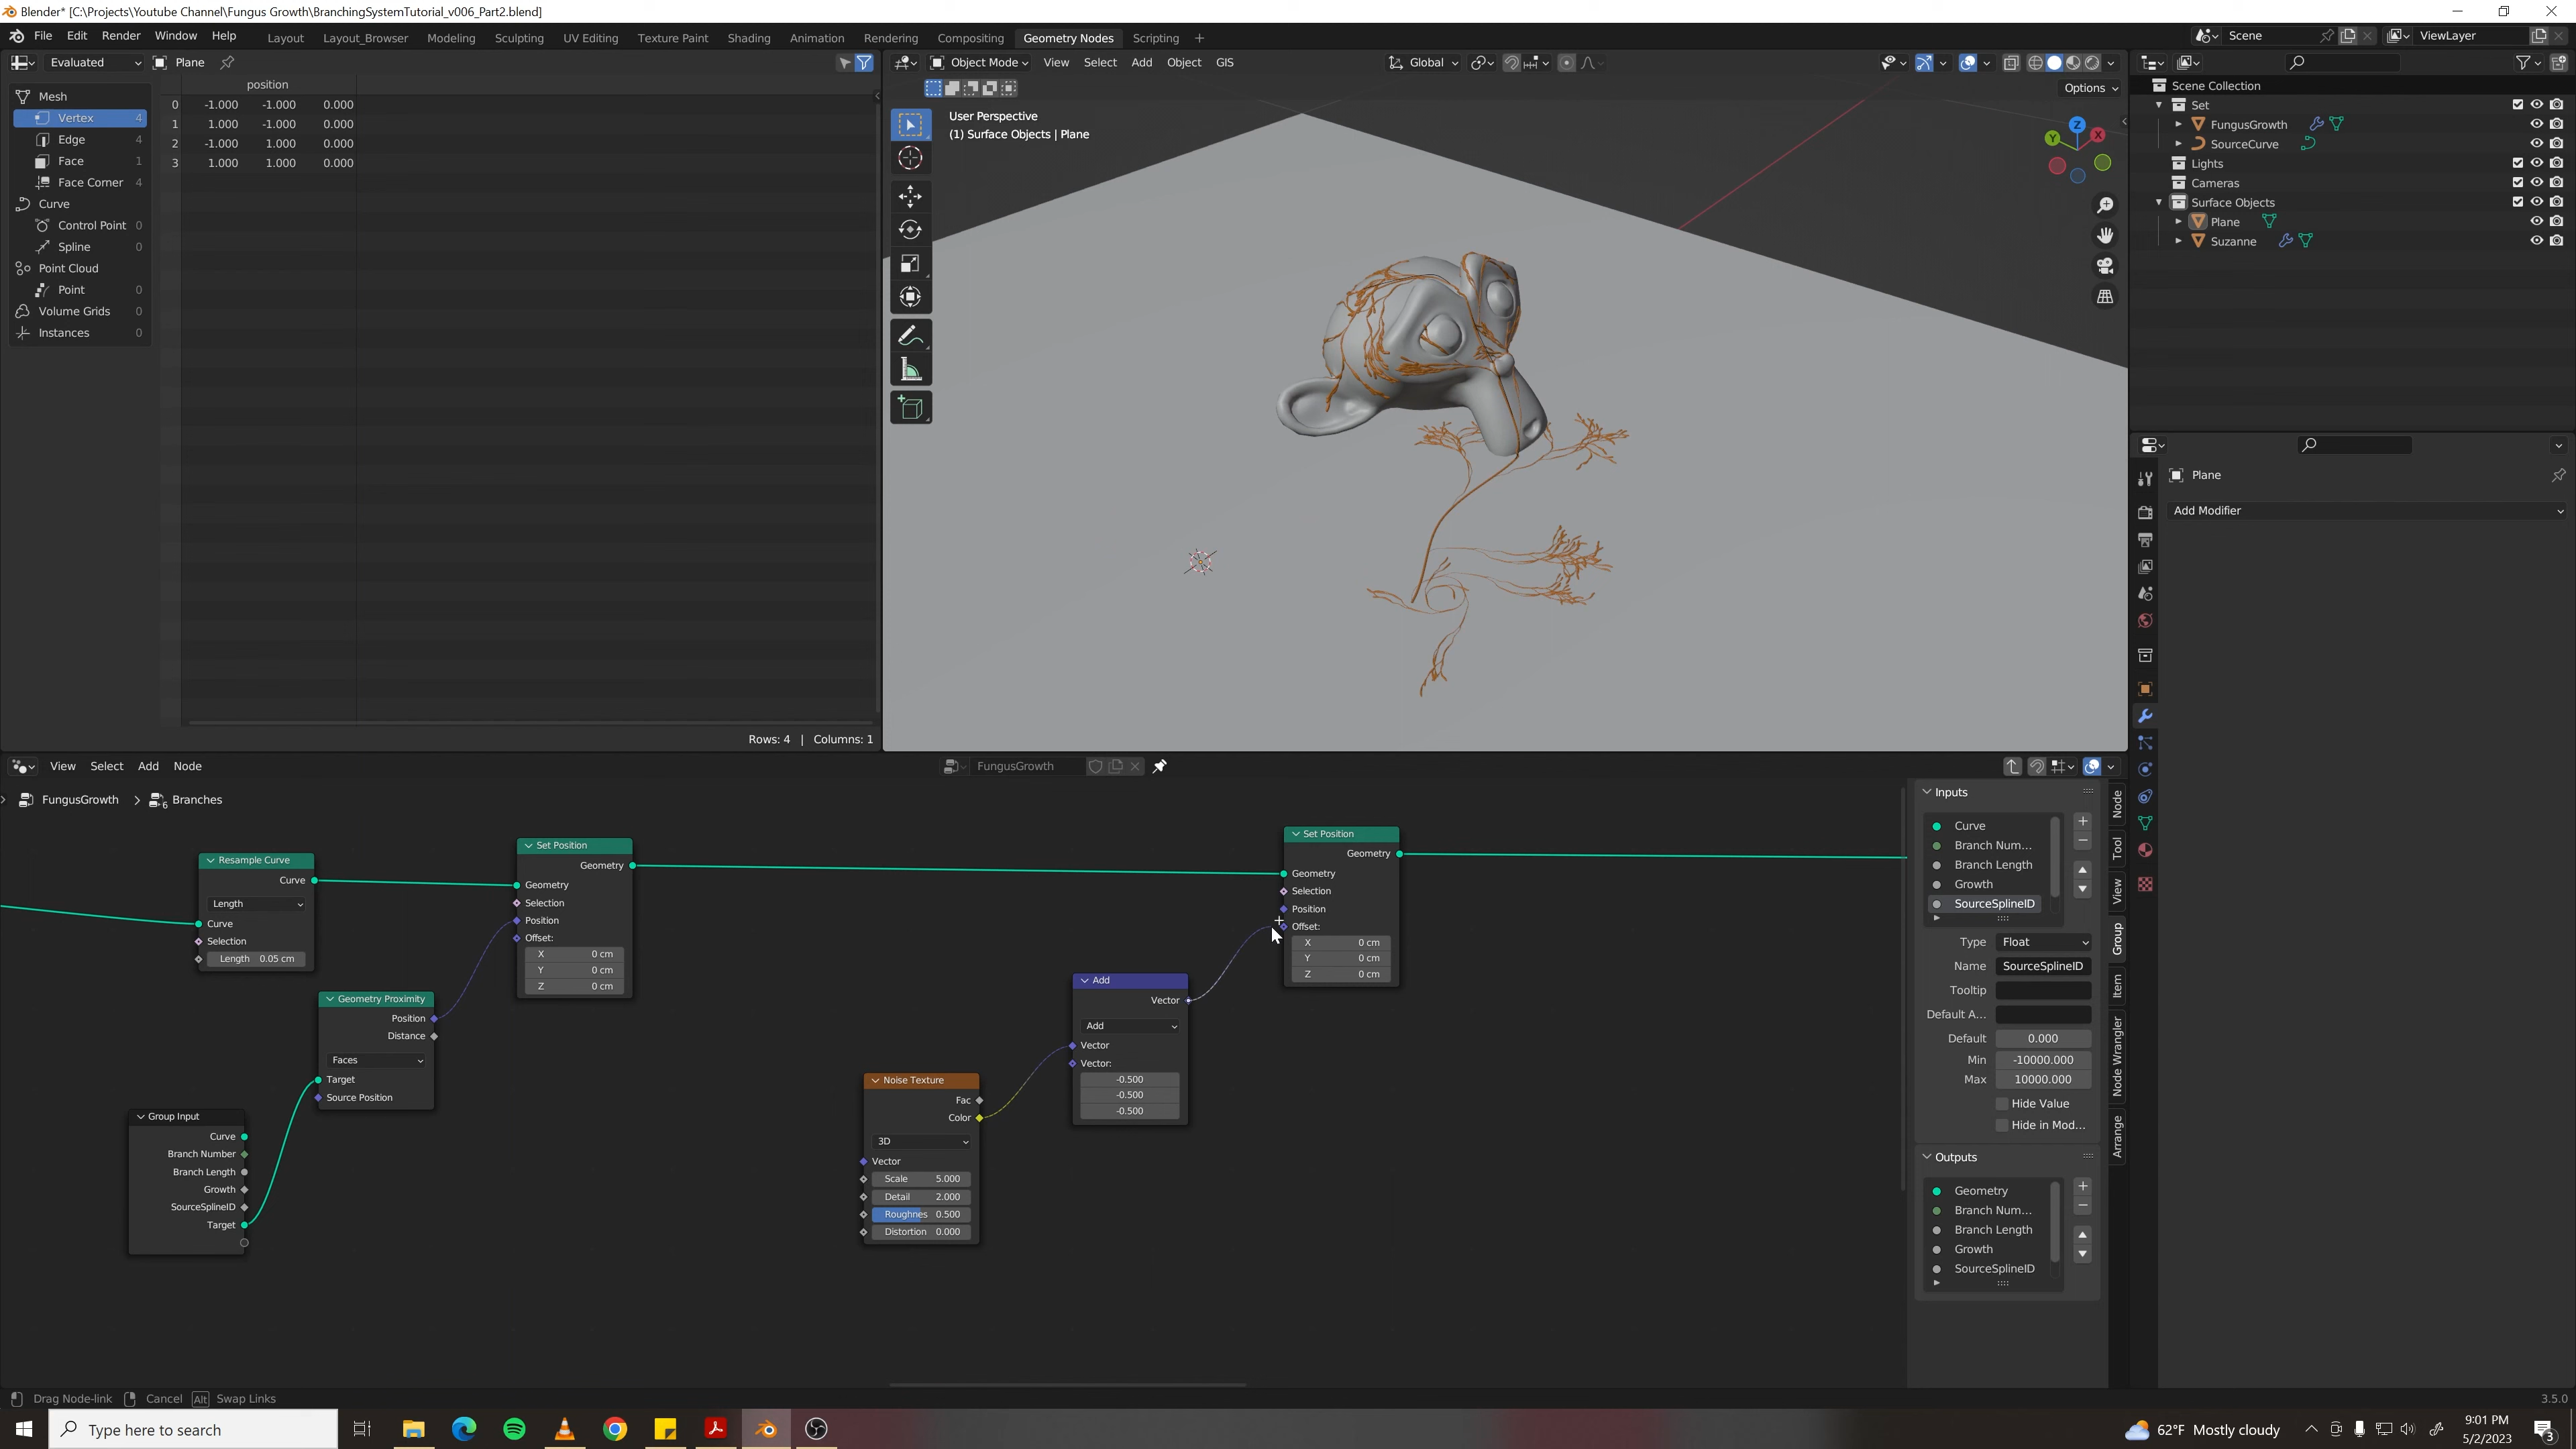 Blender* [C:\Projects\Youtube Channel\Fungus Growth\BranchingSystemTutorial_v006_Part2.blend]
File Edit Render Window Help Layout Layout_Browser Modeling Sculpting UV Editing Texture Paint Shading Animation Rendering Compositing Geometry Nodes Scripting + Scene ViewLayer
Evaluated Plane
position
Mesh
Vertex 4
Edge 4
Face 1
Face Corner 4
Curve
Control Point 0
Spline 0
Point Cloud
Point 0
Volume Grids 0
Instances 0
0 -1.000 -1.000 0.000
1 1.000 -1.000 0.000
2 -1.000 1.000 0.000
3 1.000 1.000 0.000
Rows: 4 | Columns: 1
Object Mode View Select Add Object GIS Global
Options
User Perspective
(1) Surface Objects | Plane
Z
Y
X
Scene Collection
Set
FungusGrowth
SourceCurve
Lights
Cameras
Surface Objects
Plane
Suzanne
Plane
Add Modifier
View Select Add Node FungusGrowth
FungusGrowth > 6 Branches
Resample Curve
Curve
Length
Curve
Selection
Length 0.05 cm
Set Position
Geometry
Geometry
Selection
Position
Offset:
X 0 cm
Y 0 cm
Z 0 cm
Geometry Proximity
Position
Distance
Faces
Target
Source Position
Group Input
Curve
Branch Number
Branch Length
Growth
SourceSplineID
Target
Noise Texture
Fac
Color
3D
Vector
Scale 5.000
Detail 2.000
Roughnes 0.500
Distortion 0.000
Add
Vector
Add
Vector
Vector:
-0.500
-0.500
-0.500
Set Position
Geometry
Geometry
Selection
Position
Offset:
X 0 cm
Y 0 cm
Z 0 cm
Inputs
Curve
Branch Num...
Branch Length
Growth
SourceSplineID
Type Float
Name SourceSplineID
Tooltip
Default A...
Default 0.000
Min -10000.000
Max 10000.000
Hide Value
Hide in Mod...
Outputs
Geometry
Branch Num...
Branch Length
Growth
SourceSplineID
Node
Tool
View
Group
Item
Node Wrangler
Arrange
Drag Node-link Cancel Alt Swap Links 3.5.0
Type here to search
62°F Mostly cloudy
9:01 PM
5/2/2023
3